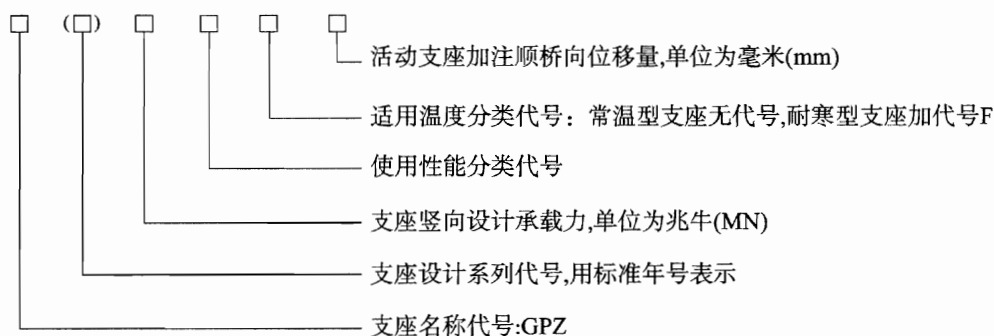 □ (□) □ □ □ □
活动支座加注顺桥向位移量,单位为毫米(mm)
适用温度分类代号：常温型支座无代号,耐寒型支座加代号F
使用性能分类代号
支座竖向设计承载力,单位为兆牛(MN)
支座设计系列代号,用标准年号表示
支座名称代号:GPZ